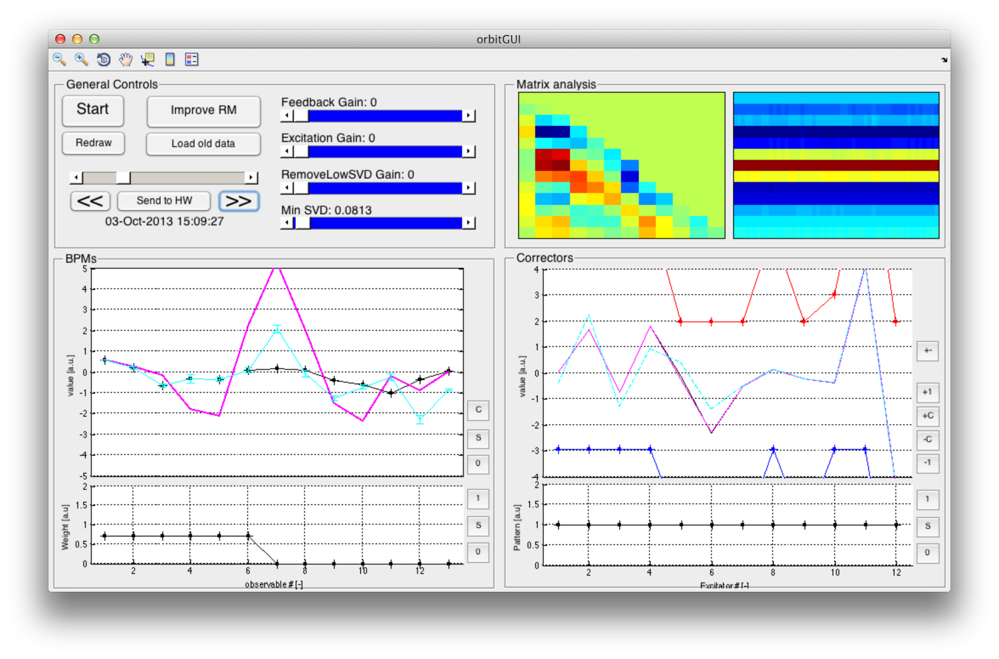 orbitGUI
General Controls
Start
Improve RM
Redraw
Load old data
<<
Send to HW
>>
03-Oct-2013 15:09:27
Feedback Gain: 0
Excitation Gain: 0
RemoveLowSVD Gain: 0
Min SVD: 0.0813
Matrix analysis
BPMs
value [a.u.]
5
4
3
2
1
0
-1
-2
-3
-4
-5
C
S
0
Weight [a.u]
2
1.5
1
0.5
0
2
4
6
8
10
12
observable # [-]
1
S
0
Correctors
value [a.u.]
4
3
2
1
0
-1
-2
-3
-4
+-
+1
+C
-C
-1
Pattern [a.u]
2
1.5
1
0.5
0
2
4
6
8
10
12
Excitator # [-]
1
S
0